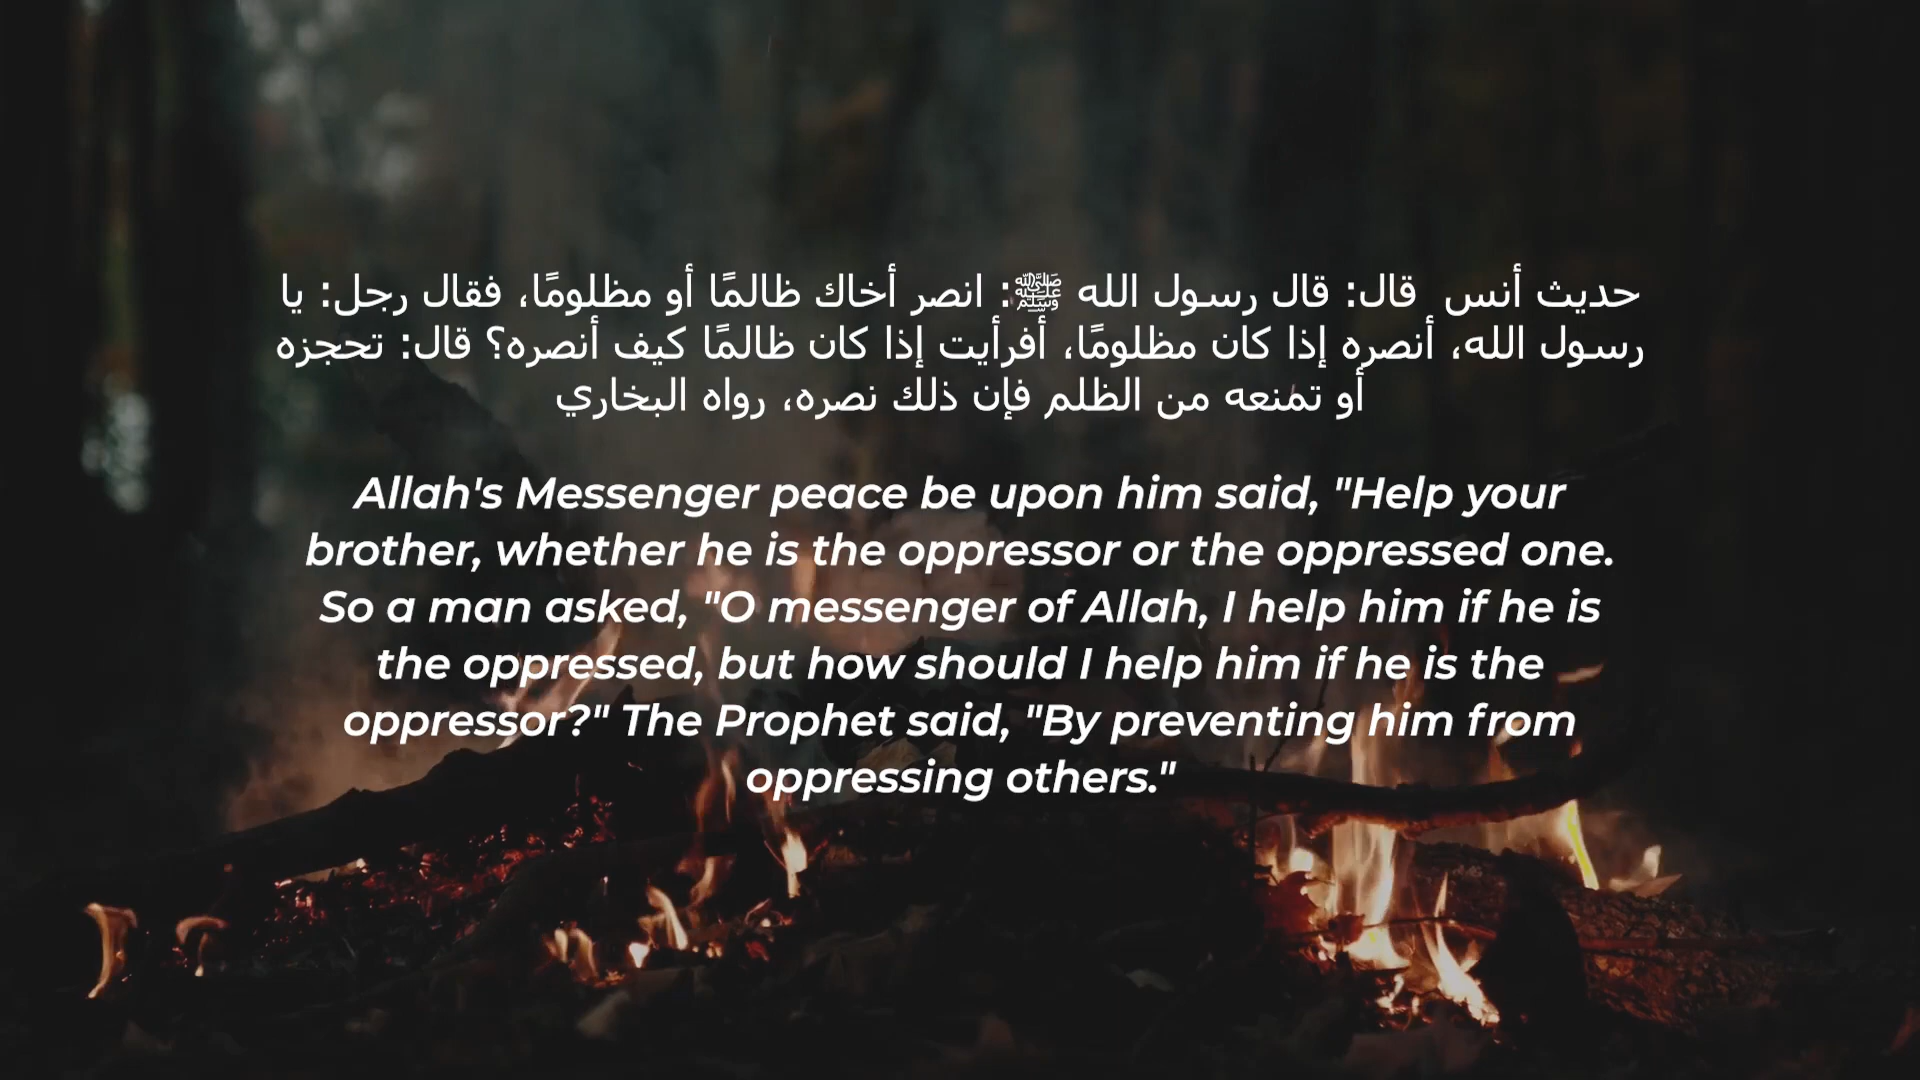 حديث أنس  قال: قال رسول الله ﷺ: انصر أخاك ظالمًا أو مظلومًا، فقال رجل: يا
رسول الله، أنصره إذا كان مظلومًا، أفرأيت إذا كان ظالمًا كيف أنصره؟ قال: تحجزه
أو تمنعه من الظلم فإن ذلك نصره، رواه البخاري
Allah's Messenger peace be upon him said, "Help your
brother, whether he is the oppressor or the oppressed one.
So a man asked, "O messenger of Allah, I help him if he is
the oppressed, but how should I help him if he is the
oppressor?" The Prophet said, "By preventing him from
oppressing others."